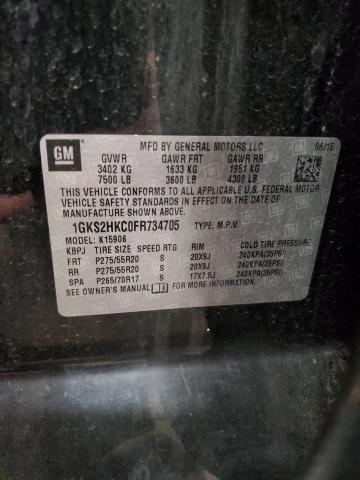 GM
MFD BY GENERAL MOTORS LLC 06/15
GVWR GAWR FRT GAWR RR
3402 KG 1633 KG 1951 KG
7500 LB 3600 LB 4300 LB
THIS VEHICLE CONFORMS TO ALL APPLICABLE U.S. FEDERAL MOTOR
VEHICLE SAFETY STANDARDS IN EFFECT ON THE DATE OF
MANUFACTURE SHOWN ABOVE.
1GKS2HKC0FR734705 TYPE: M.P.V.
MODEL: K15906
KBPJ TIRE SIZE SPEED RTG RIM COLD TIRE PRESSURE
FRT P275/55R20 S 20X9J 240KPA(35PSI)
RR P275/55R20 S 20X9J 240KPA(35PSI)
SPA P265/70R17 S 17X7.5J 240KPA(35PSI)
SEE OWNER'S MANUAL FOR MORE INFORMATION.